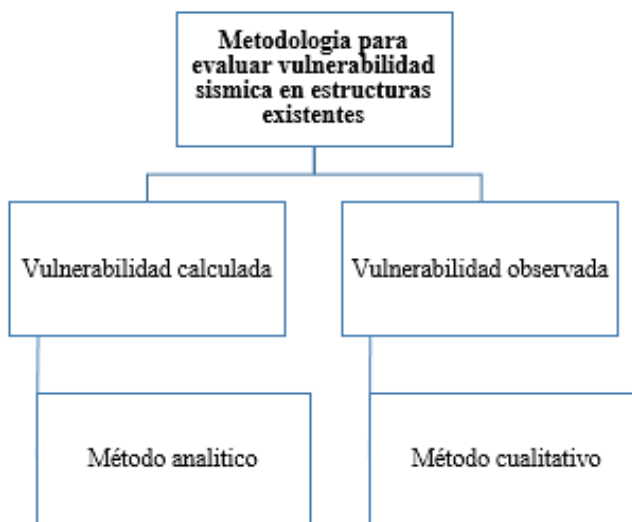 Metodologia para
evaluar vulnerabilidad
sismica en estructuras
existentes
Vulnerabilidad calculada
Vulnerabilidad observada
Método analitico
Método cualitativo